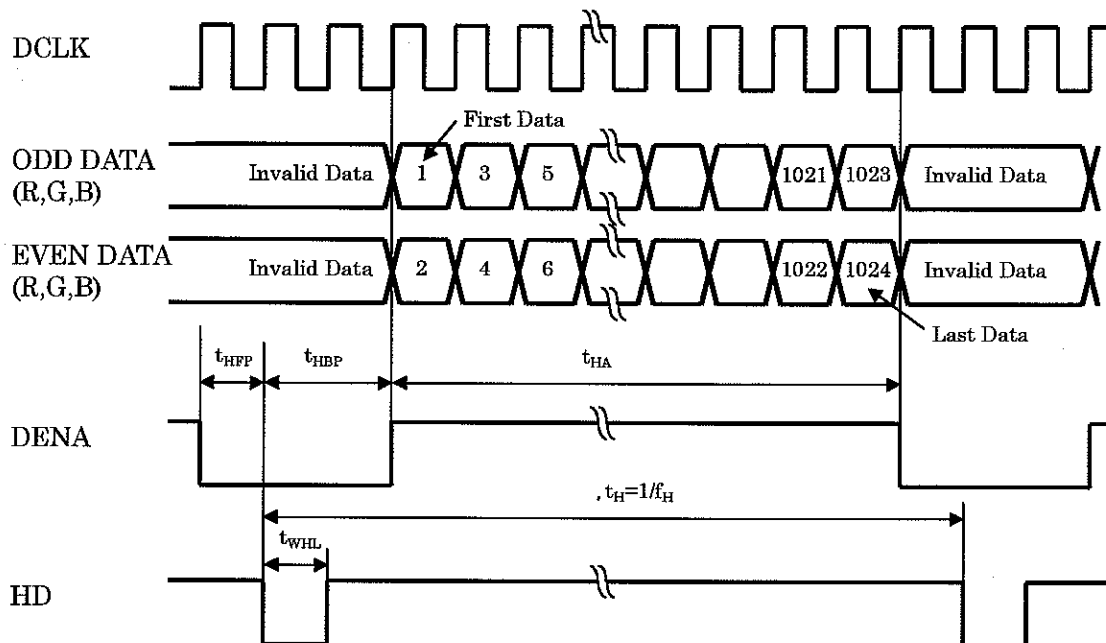 DCLK
First Data
ODD DATA
(R,G,B)
Invalid Data 1 3 5 1021 1023 Invalid Data
EVEN DATA
(R,G,B)
Invalid Data 2 4 6 1022 1024 Invalid Data
Last Data
tHFP tHBP tHA
DENA
, tH=1/fH
tWHL
HD